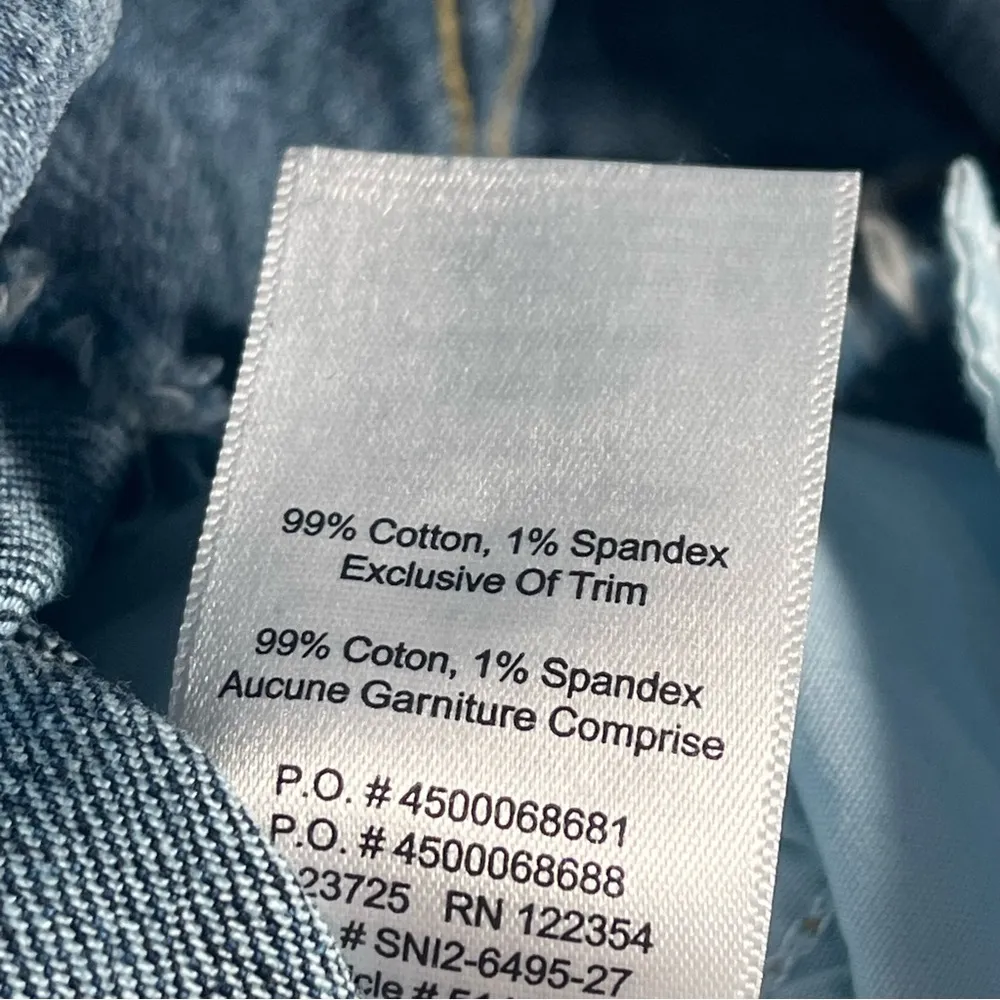 99% Cotton, 1% Spandex
Exclusive Of Trim
99% Coton, 1% Spandex
Aucune Garniture Comprise
P.O. # 4500068681
P.O. # 4500068688
23725 RN 122354
# SNI2-6495-27